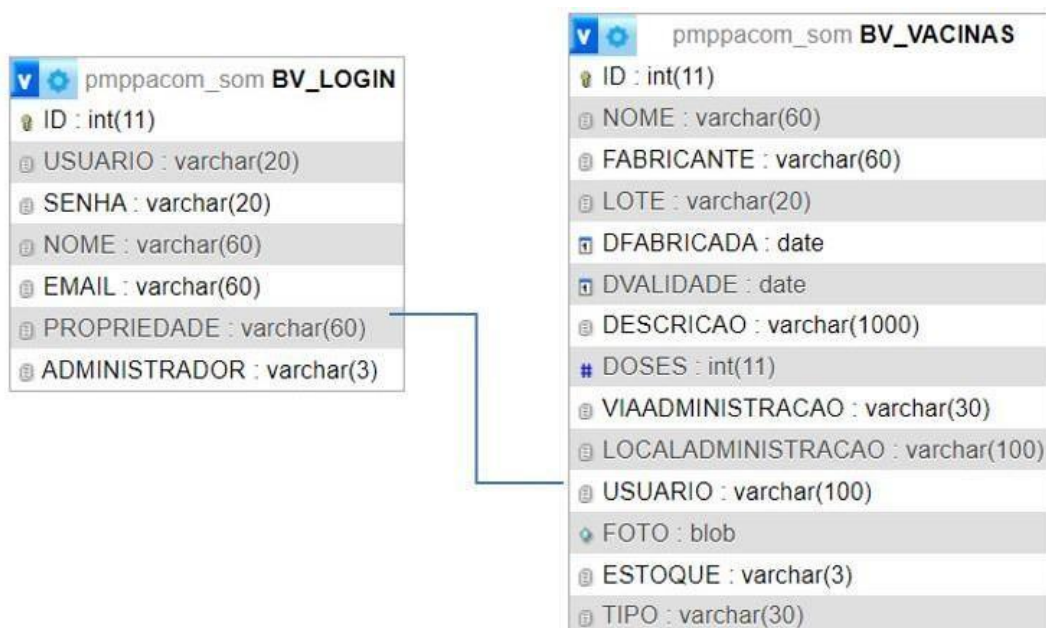 pmppacom_som BV_LOGIN
ID : int(11)
USUARIO : varchar(20)
SENHA : varchar(20)
NOME : varchar(60)
EMAIL : varchar(60)
PROPRIEDADE : varchar(60)
ADMINISTRADOR : varchar(3)
pmppacom_som BV_VACINAS
ID : int(11)
NOME : varchar(60)
FABRICANTE : varchar(60)
LOTE : varchar(20)
DFABRICADA : date
DVALIDADE : date
DESCRICAO : varchar(1000)
# DOSES : int(11)
VIAADMINISTRACAO : varchar(30)
LOCALADMINISTRACAO : varchar(100)
USUARIO : varchar(100)
FOTO : blob
ESTOQUE : varchar(3)
TIPO : varchar(30)